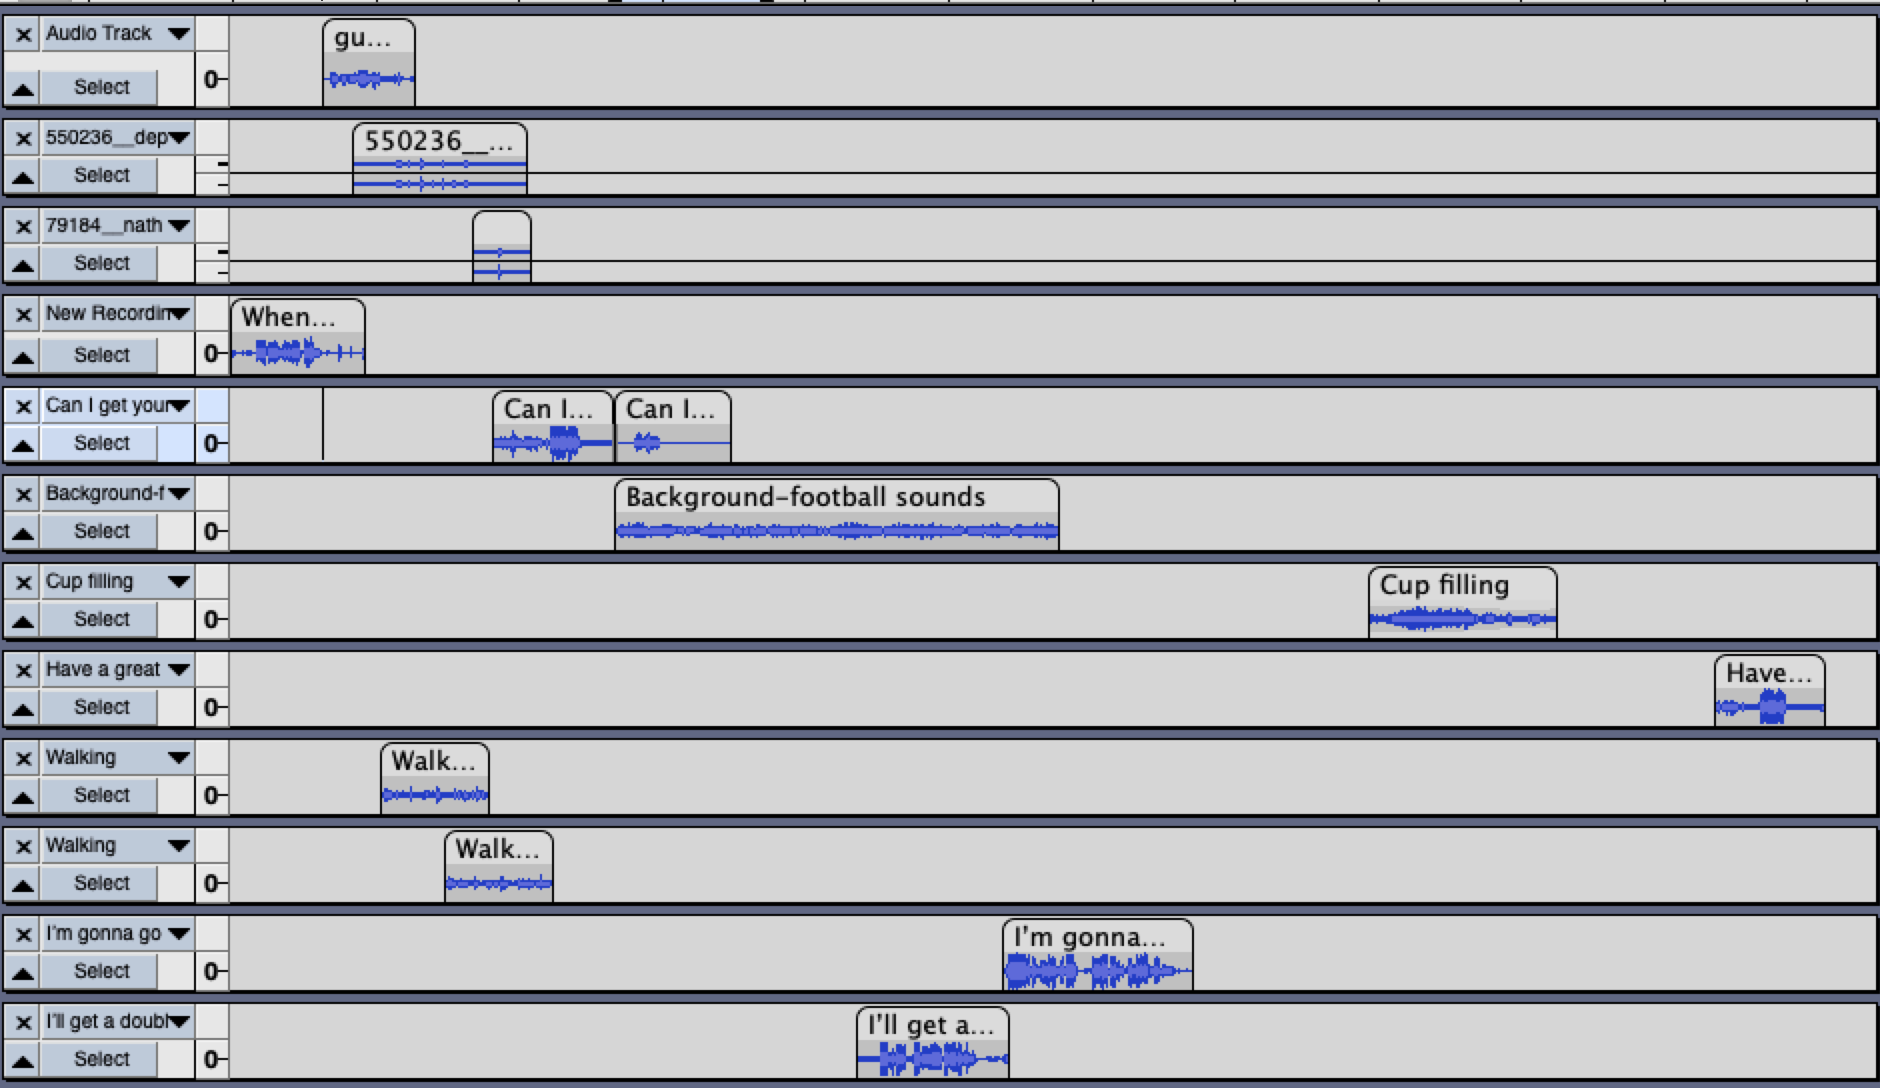 Audio Track
gu...
Select
0
550236__dep
550236__...
Select
79184__nath
Select
New Recordin
When...
Select
0
Can I get your
Can I...
Can I...
Select
0
Background-f
Background-football sounds
Select
0
Cup filling
Cup filling
Select
0
Have a great
Have...
Select
0
Walking
Walk...
Select
0
Walking
Walk...
Select
0
I'm gonna go
I'm gonna...
Select
0
I'll get a doubl
I'll get a...
Select
0